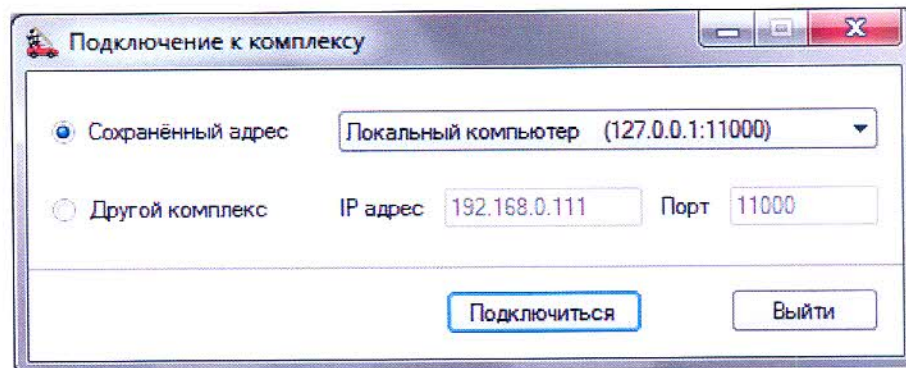 Подключение к комплексу
Сохранённый адрес Локальный компьютер (127.0.0.1:11000)
Другой комплекс IP адрес 192.168.0.111 Порт 11000
Подключиться Выйти